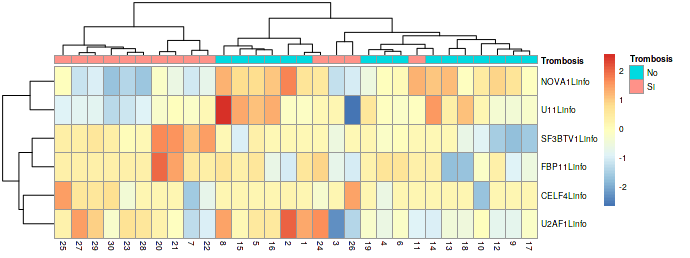 Trombosis
NOVA1Linfo
U11Linfo
SF3BTV1Linfo
FBP11Linfo
CELF4Linfo
U2AF1Linfo
25 27 29 30 23 28 20 21 7 22 8 15 5 16 2 1 24 3 26 19 4 6 11 14 13 18 10 12 9 17
2
1
0
-1
-2
Trombosis
No
Si